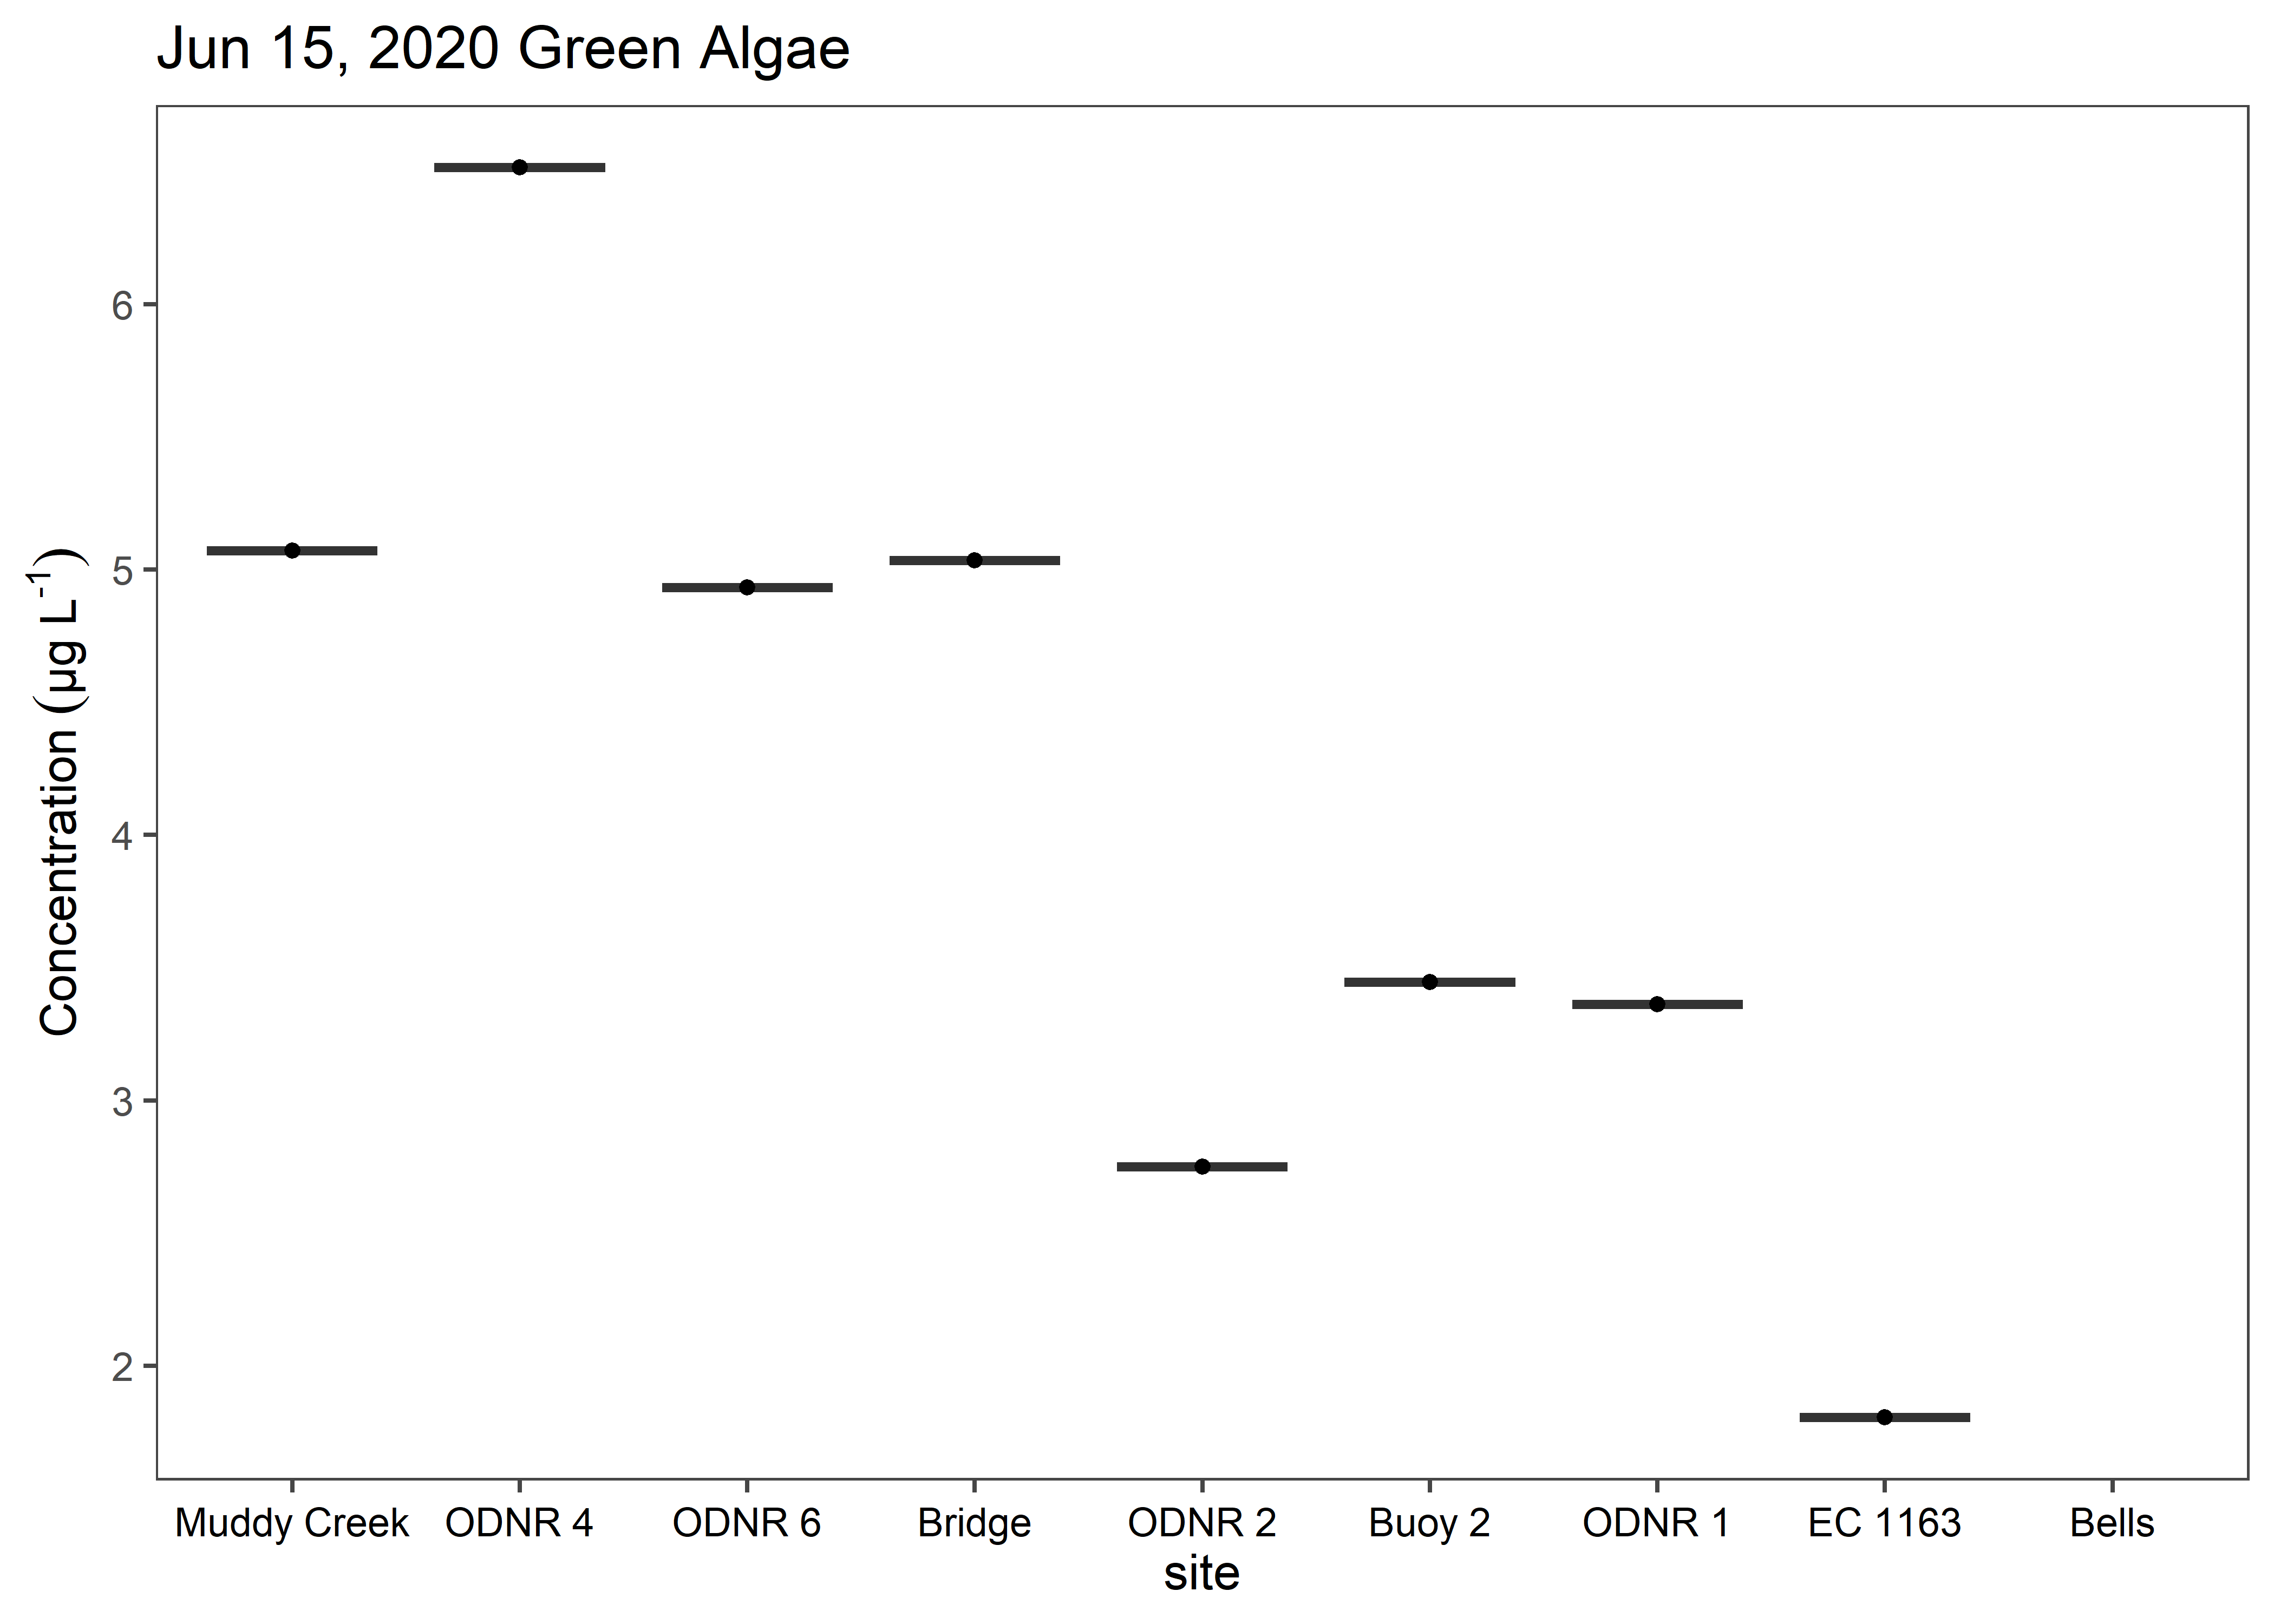 Jun 15, 2020 Green Algae
Concentration (µg L⁻¹)
6
5
4
3
2
Muddy Creek ODNR 4 ODNR 6 Bridge ODNR 2 Buoy 2 ODNR 1 EC 1163 Bells
site